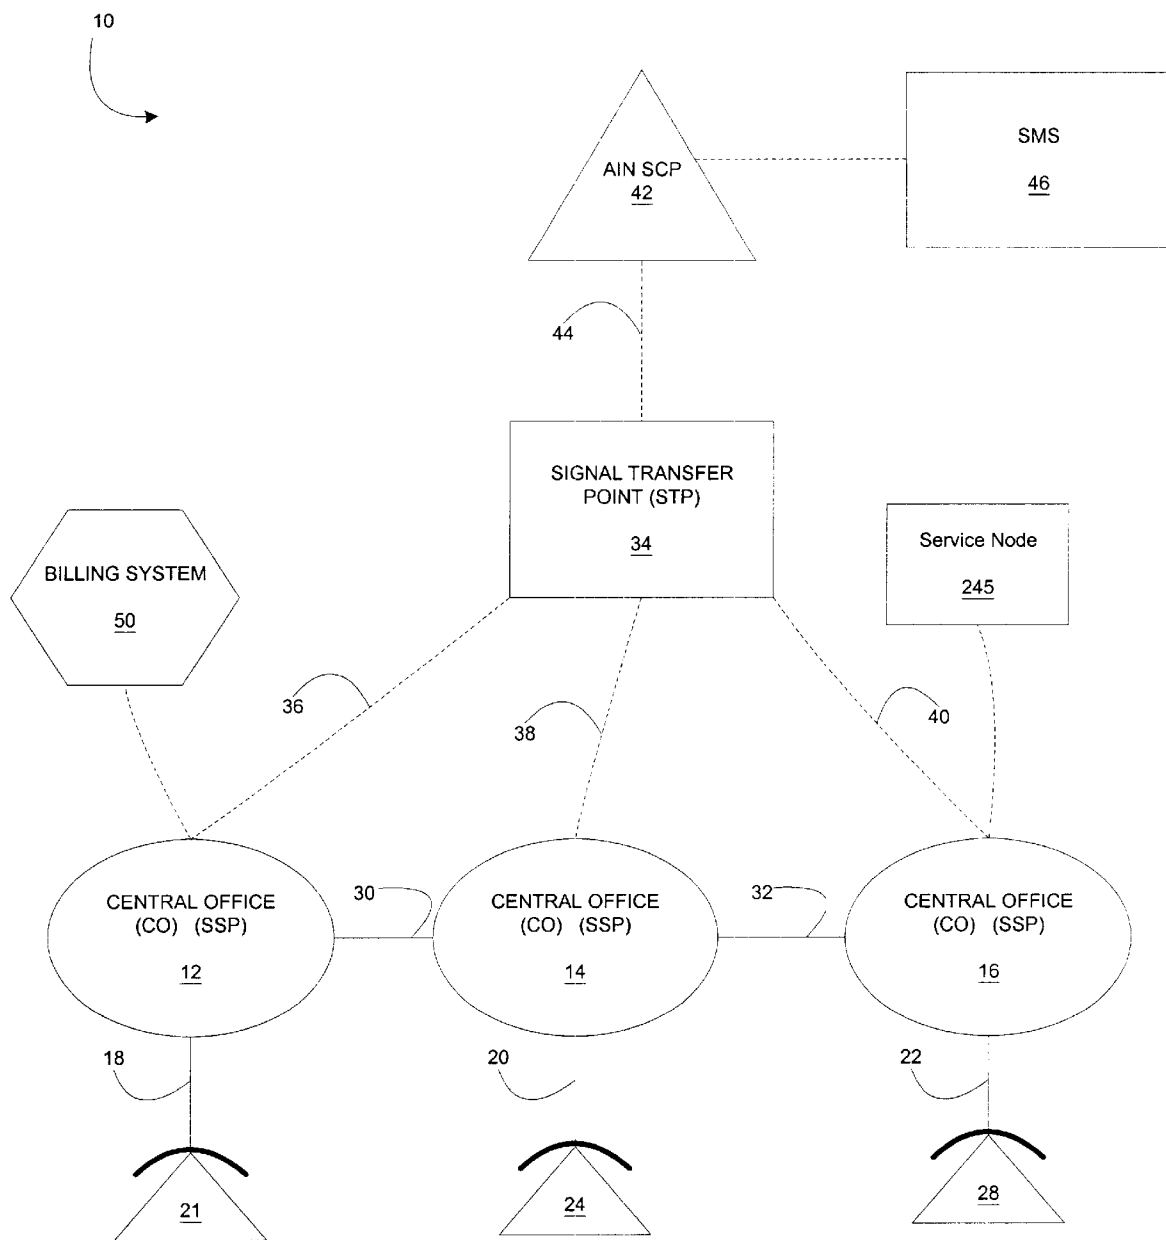 10
AIN SCP
42
SMS
46
44
SIGNAL TRANSFER
POINT (STP)
34
Service Node
245
BILLING SYSTEM
50
36
38
40
CENTRAL OFFICE
(CO) (SSP)
12
30
CENTRAL OFFICE
(CO) (SSP)
14
32
CENTRAL OFFICE
(CO) (SSP)
16
18
20
22
21
24
28